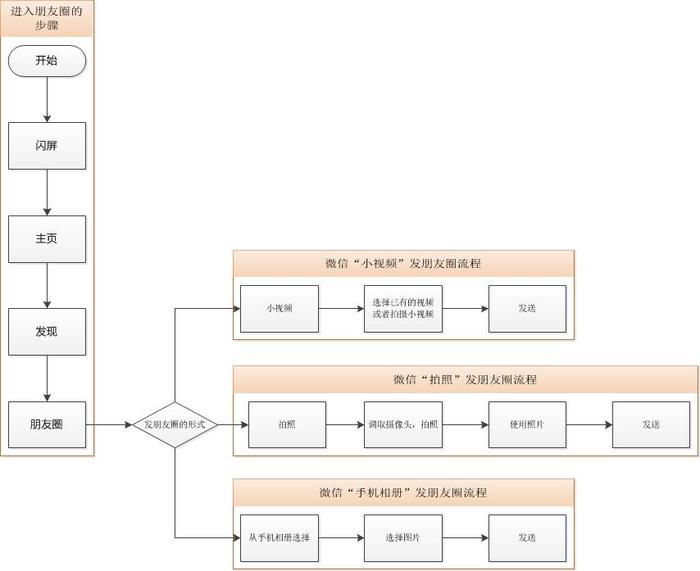 进入朋友圈的
步骤
开始
闪屏
主页
发现
朋友圈
发朋友圈的形式
微信“小视频”发朋友圈流程
小视频
选择已有的视频
或者拍摄小视频
发送
微信“拍照”发朋友圈流程
拍照
调取摄像头，拍照
使用照片
发送
微信“手机相册”发朋友圈流程
从手机相册选择
选择图片
发送